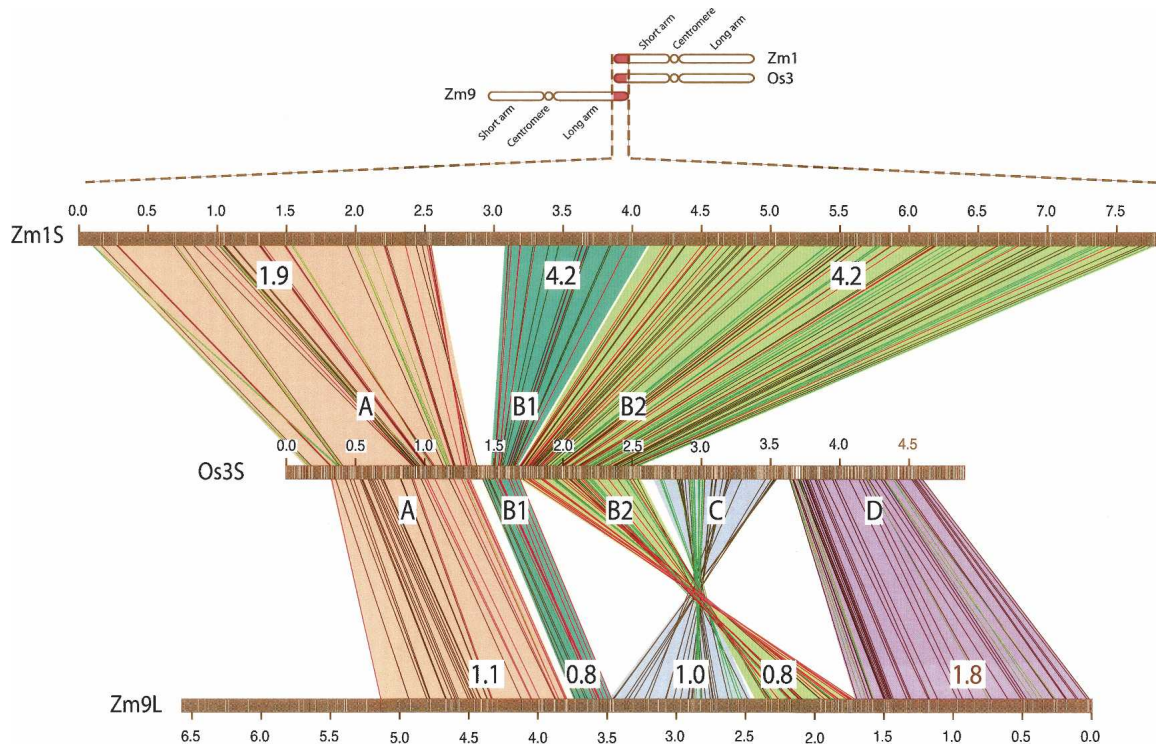 Short arm Centromere Long arm
Zm1
Os3
Zm9
Short arm Centromere Long arm
0.0 0.5 1.0 1.5 2.0 2.5 3.0 3.5 4.0 4.5 5.0 5.5 6.0 6.5 7.0 7.5
Zm1S
1.9 4.2 4.2
A B1 B2
0.0 0.5 1.0 1.5 2.0 2.5 3.0 3.5 4.0 4.5
Os3S
A B1 B2 C D
1.1 0.8 1.0 0.8 1.8
Zm9L
6.5 6.0 5.5 5.0 4.5 4.0 3.5 3.0 2.5 2.0 1.5 1.0 0.5 0.0